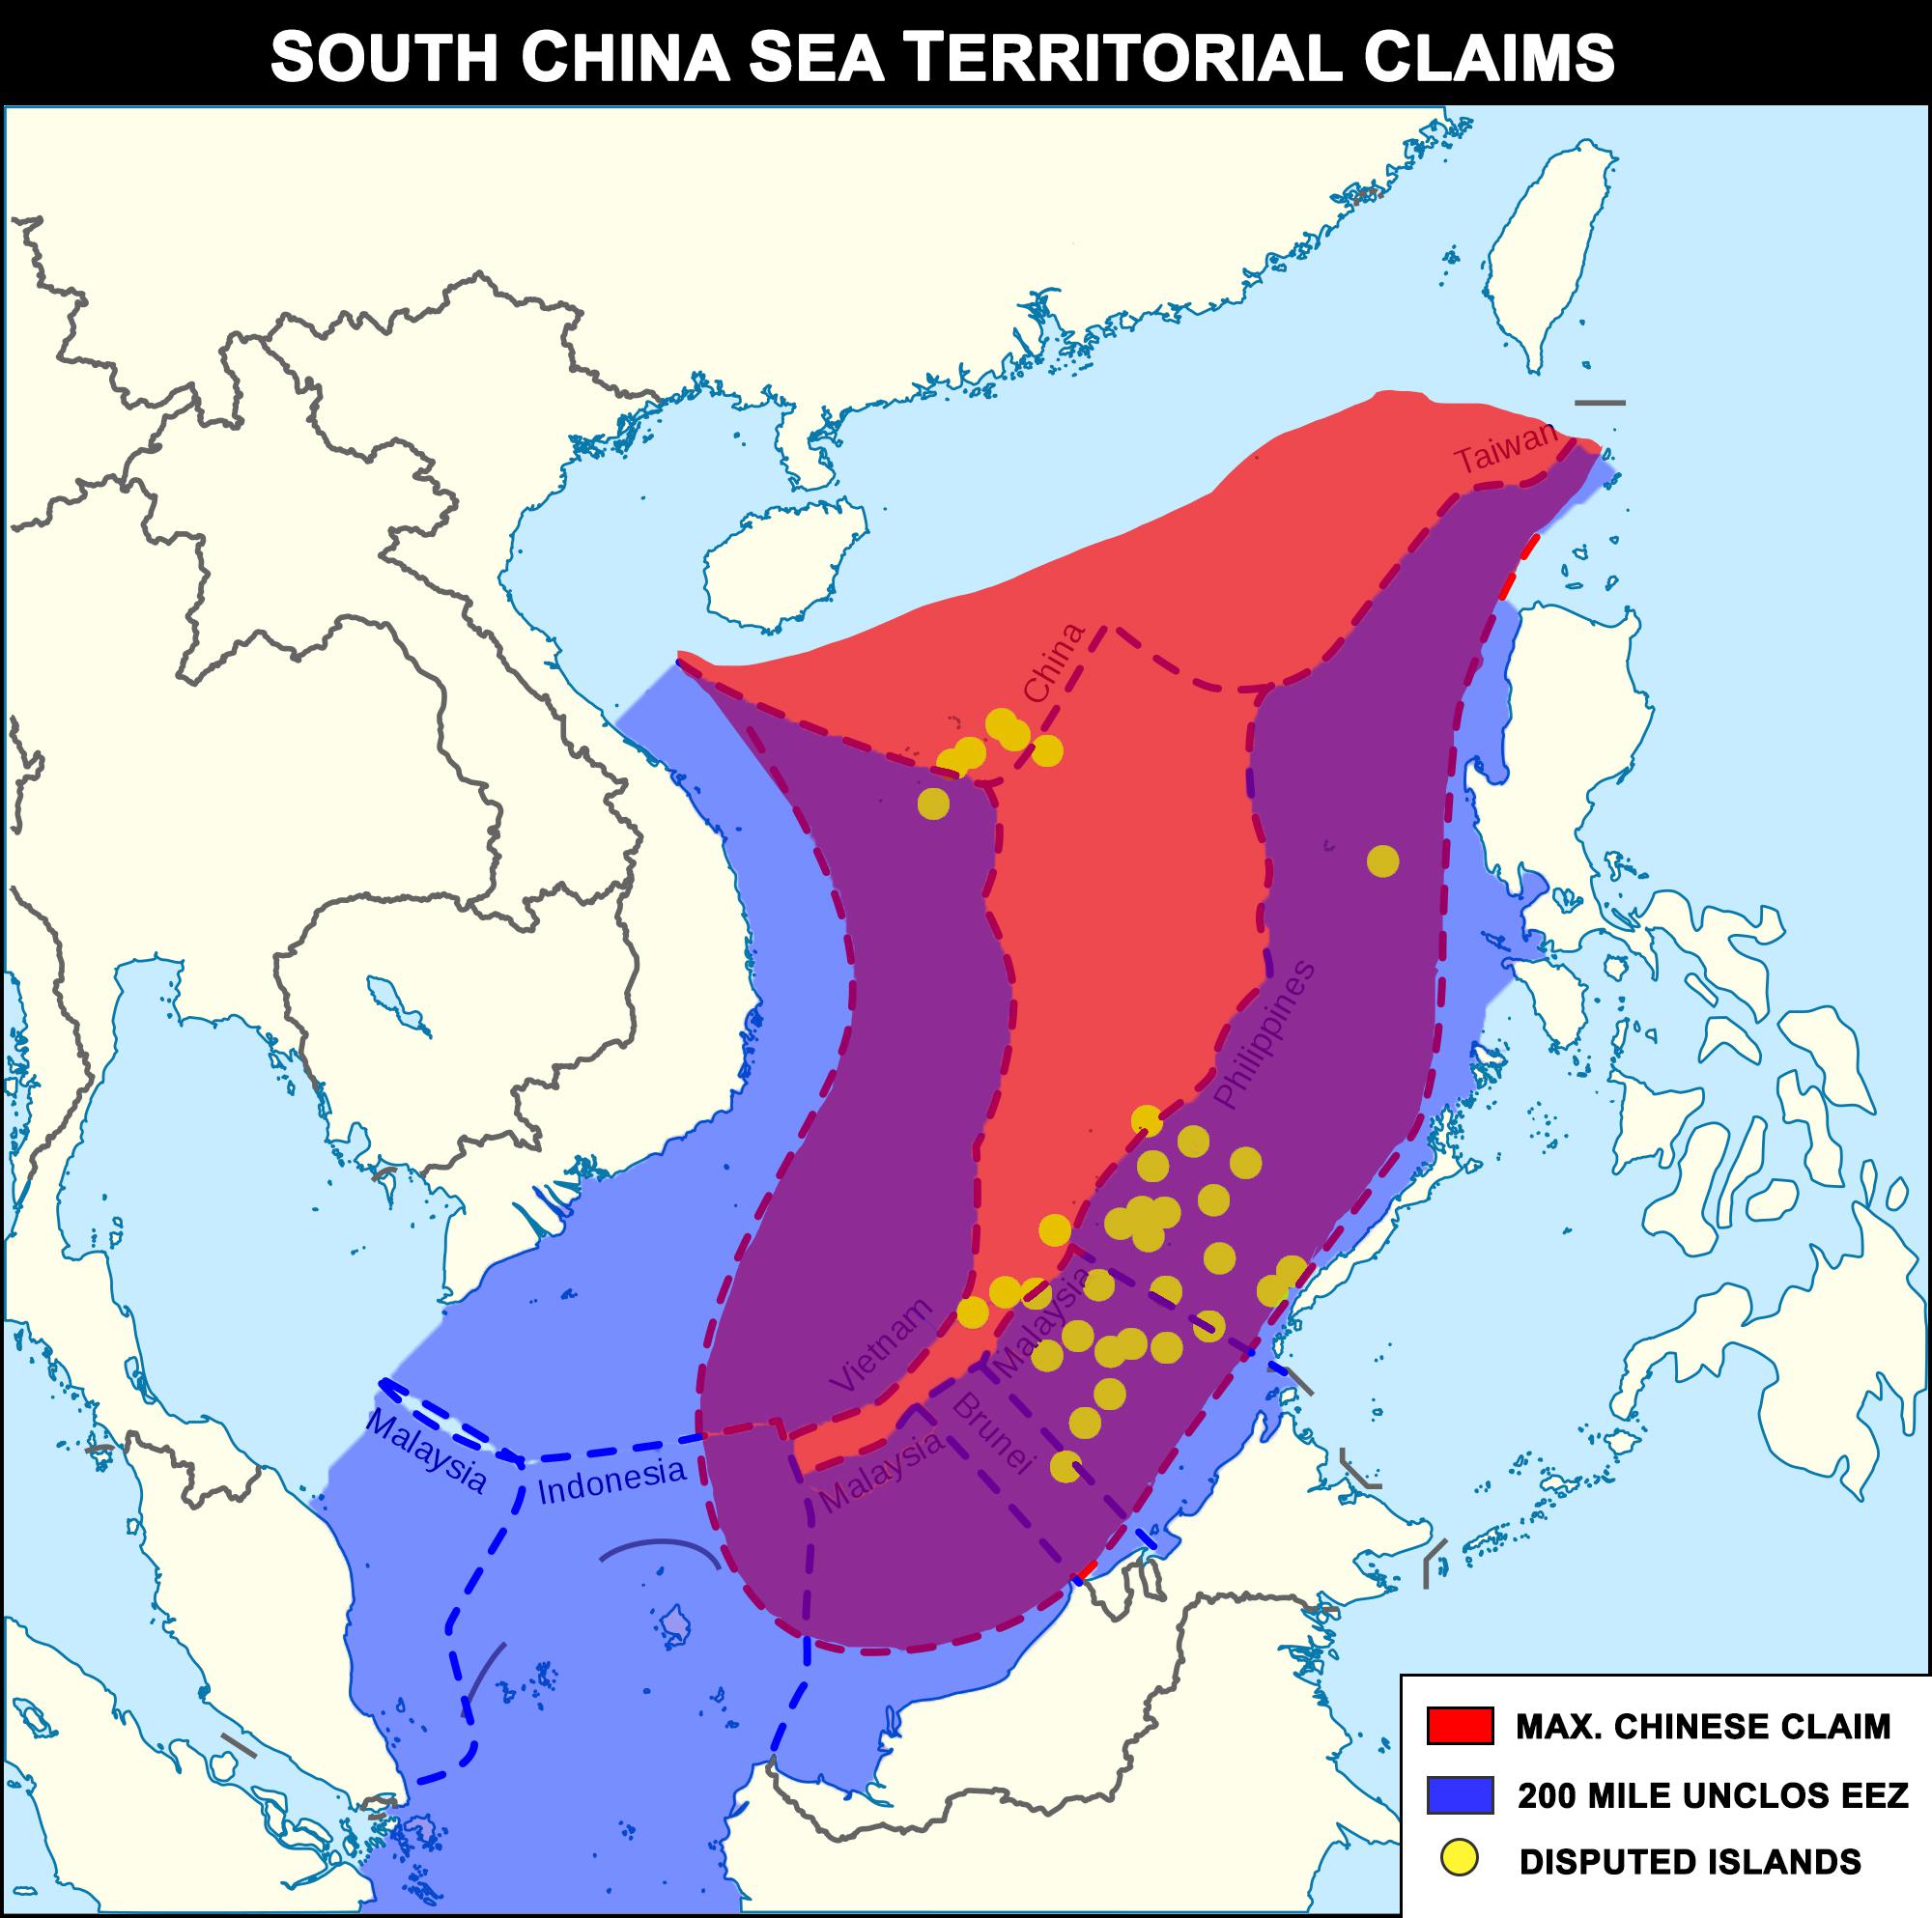 SOUTH CHINA SEA TERRITORIAL CLAIMS
Taiwan
China
Philippines
Malaysia
Vietnam
Brunei
Malaysia
Malaysia
Indonesia
MAX. CHINESE CLAIM
200 MILE UNCLOS EEZ
DISPUTED ISLANDS